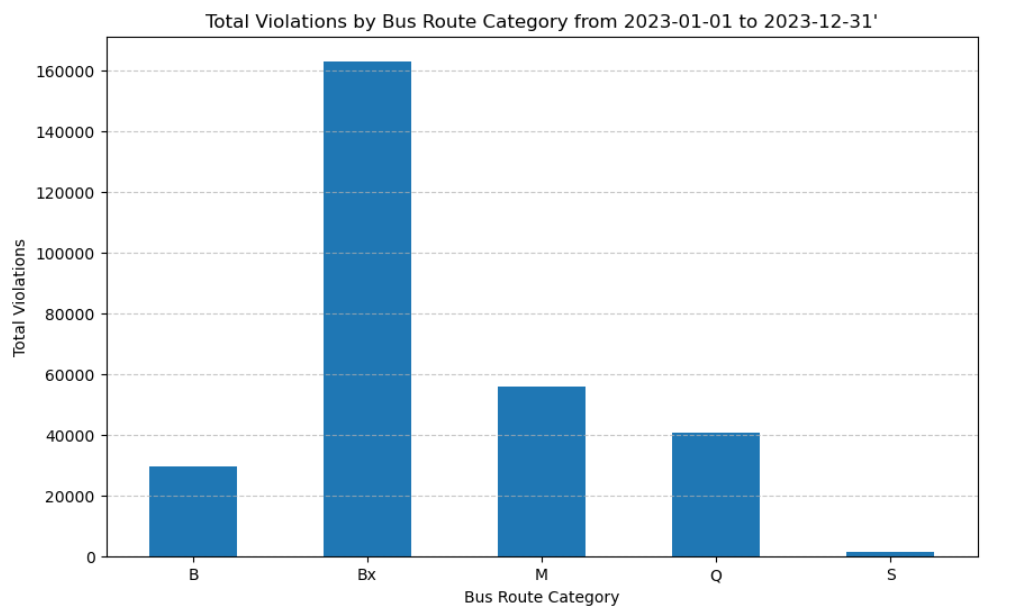 Total Violations by Bus Route Category from 2023-01-01 to 2023-12-31'
Total Violations
160000
140000
120000
100000
80000
60000
40000
20000
0
B Bx M Q S
Bus Route Category